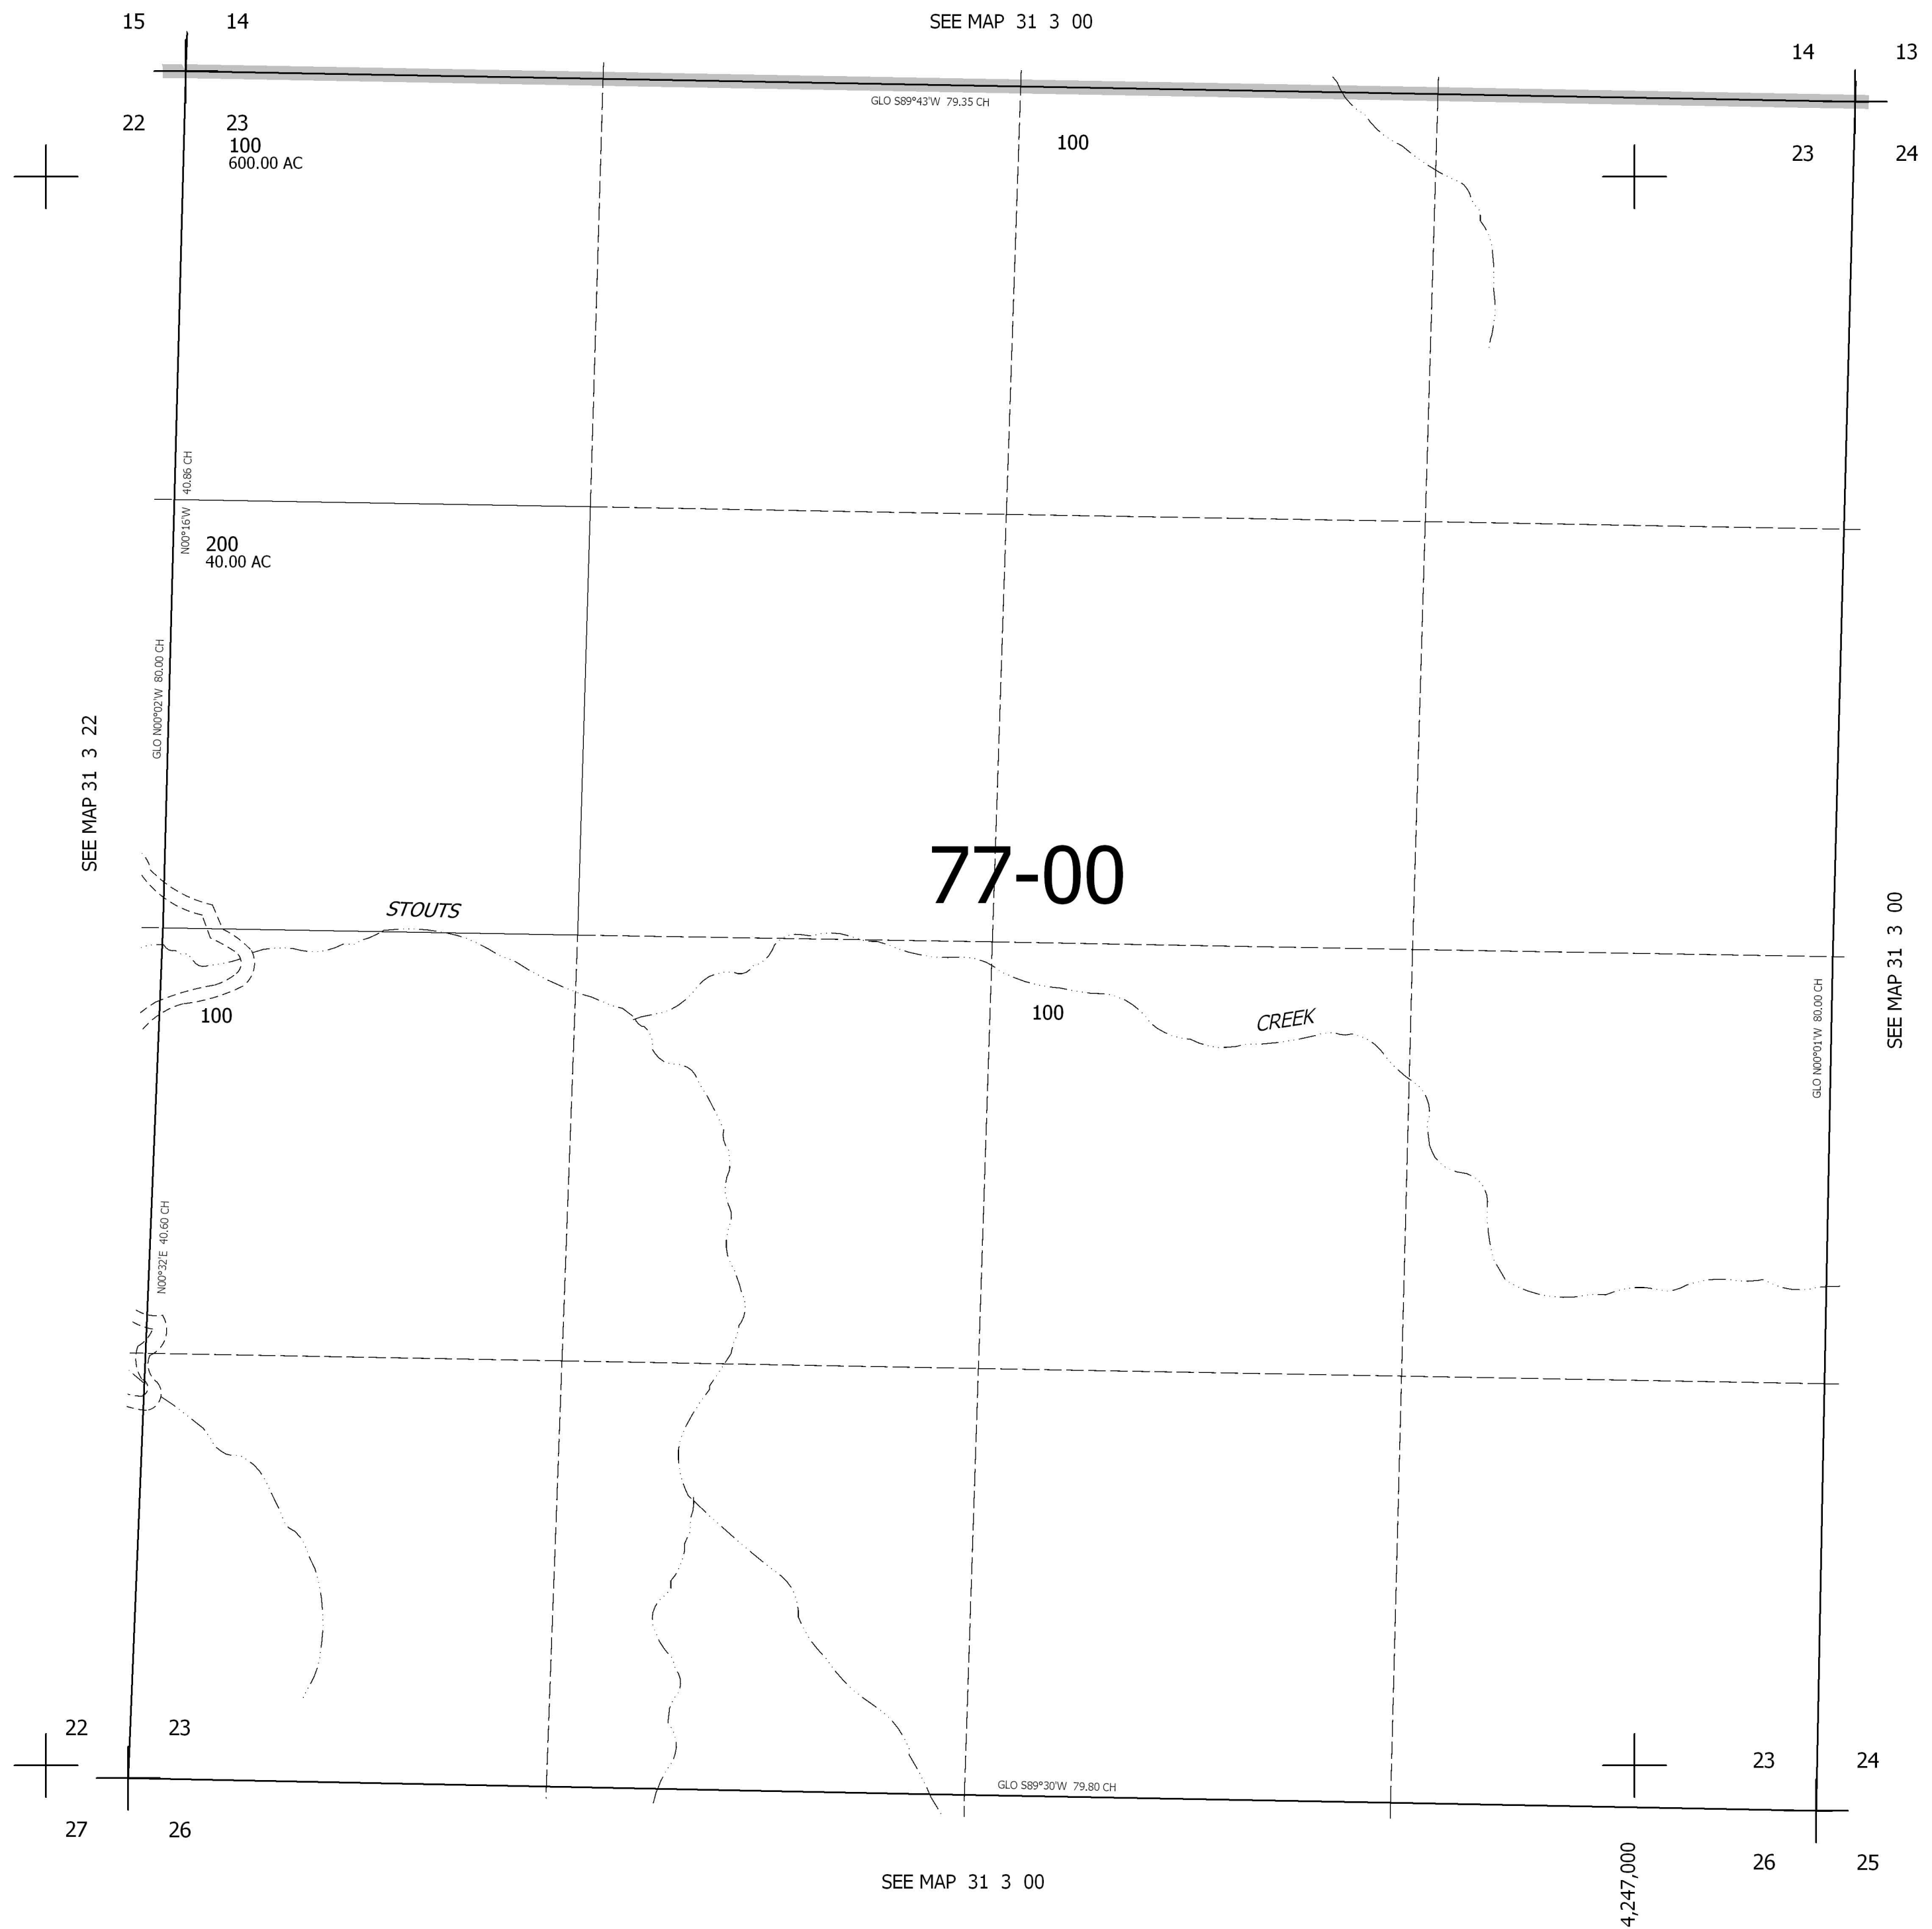 15 14
SEE MAP 31 3 00
14 13
GLO S89°43'W 79.35 CH
22 23
100
600.00 AC
100
23 24
N00°16'W 40.86 CH
200
40.00 AC
GLO N00°02'W 80.00 CH
SEE MAP 31 3 22
77-00
STOUTS
SEE MAP 31 3 00
100
100
CREEK
GLO N00°01'W 80.00 CH
N00°32'E 40.60 CH
22 23
23 24
GLO S89°30'W 79.80 CH
27 26
26 25
SEE MAP 31 3 00
4,247,000